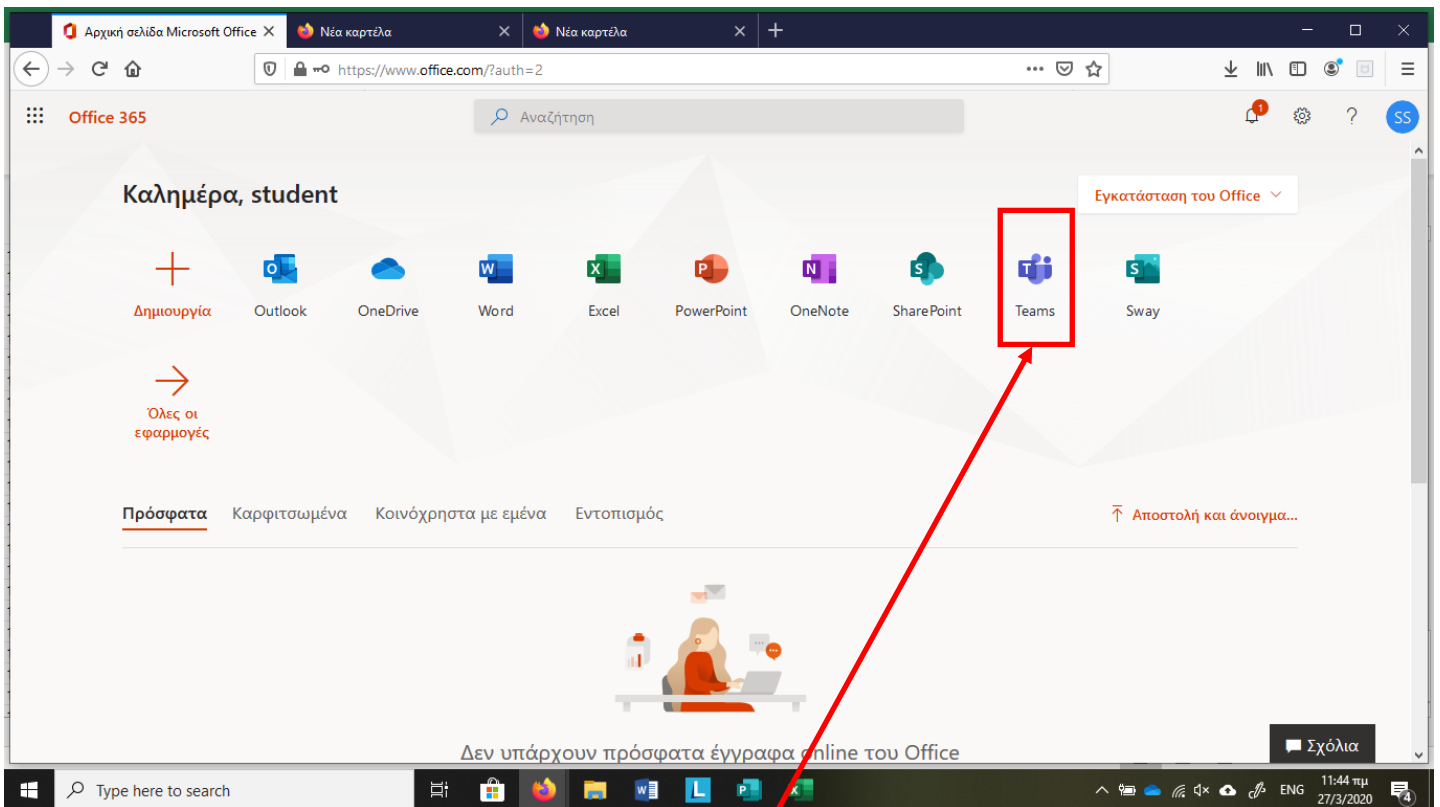 Αρχική σελίδα Microsoft Office
Νέα καρτέλα
Νέα καρτέλα
https://www.office.com/?auth=2
Office 365
Αναζήτηση
1
?
SS
Καλημέρα, student
Εγκατάσταση του Office
Δημιουργία
Outlook
OneDrive
Word
Excel
PowerPoint
OneNote
SharePoint
Teams
Sway
Όλες οι
εφαρμογές
Πρόσφατα Καρφιτσωμένα Κοινόχρηστα με εμένα Εντοπισμός
Αποστολή και άνοιγμα...
Δεν υπάρχουν πρόσφατα έγγραφα online του Office
Σχόλια
Type here to search
ENG
11:44 πμ
27/3/2020
4